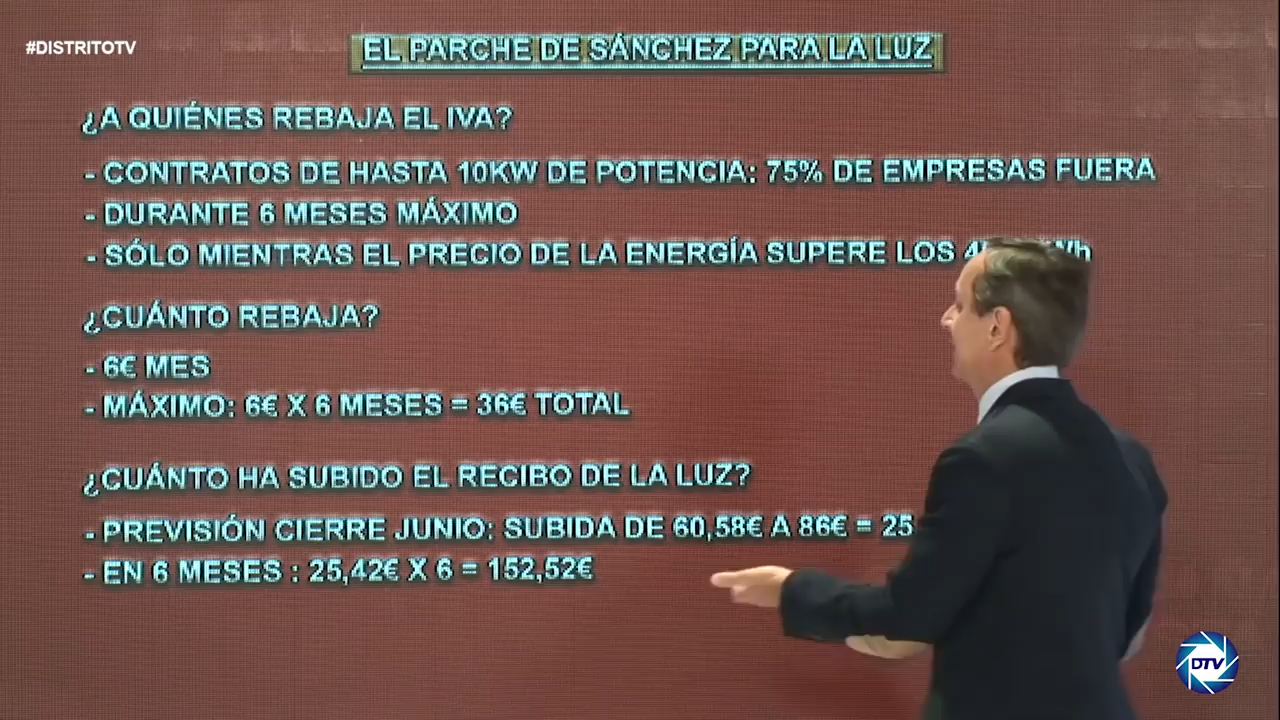 #DISTRITOTV
EL PARCHE DE SÁNCHEZ PARA LA LUZ
¿A QUIÉNES REBAJA EL IVA?
- CONTRATOS DE HASTA 10KW DE POTENCIA: 75% DE EMPRESAS FUERA
- DURANTE 6 MESES MÁXIMO
- SÓLO MIENTRAS EL PRECIO DE LA ENERGÍA SUPERE LOS
¿CUÁNTO REBAJA?
- 6€ MES
- MÁXIMO: 6€ X 6 MESES = 36€ TOTAL
¿CUÁNTO HA SUBIDO EL RECIBO DE LA LUZ?
- PREVISIÓN CIERRE JUNIO: SUBIDA DE 60,58€ A 86€ = 25
- EN 6 MESES : 25,42€ X 6 = 152,52€
DTV